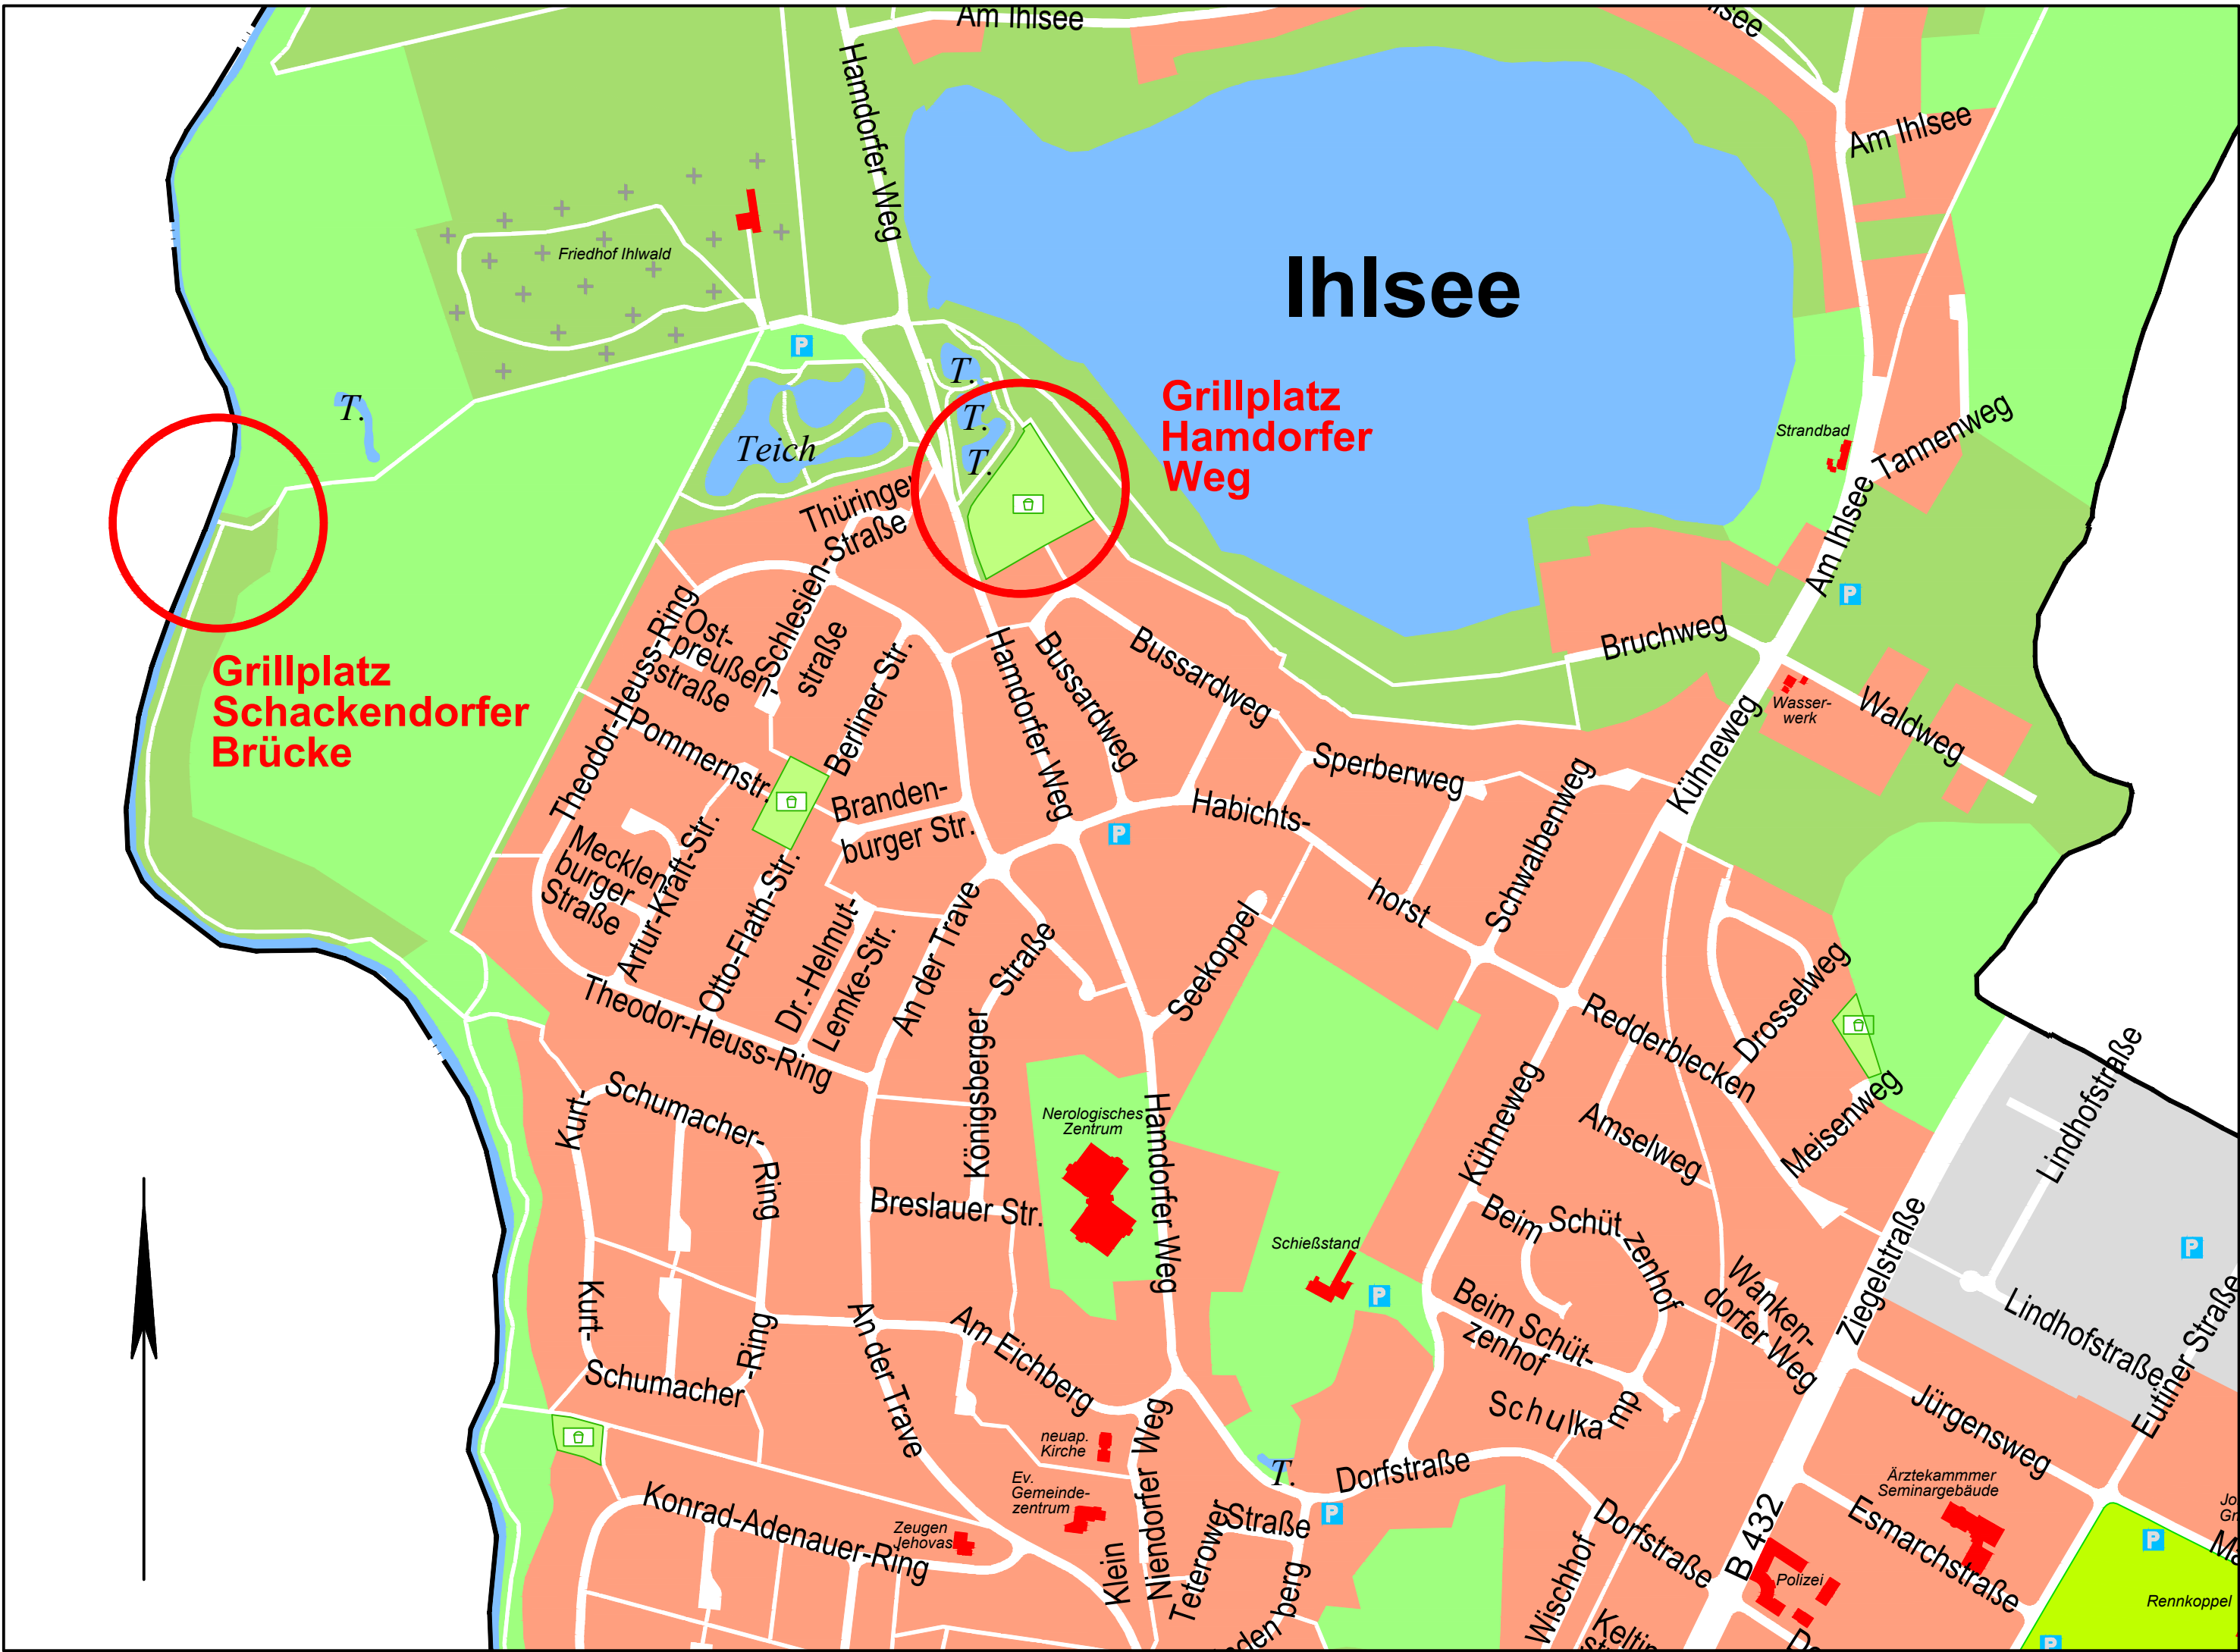 Am Ihlsee
lsee
Hamdorfer Weg
Am Ihlsee
Friedhof Ihlwald
Ihlsee
P
T.
T.
T.
T.
Teich
Grillplatz
Hamdorfer
Weg
Strandbad
Tannenweg
Am Ihlsee
P
Thüringer
Straße
Schlesien-
straße
Ost-
preußen-
straße
Theodor-Heuss-Ring
Berliner Str.
Hamdorfer Weg
Bussardweg
Bussardweg
Bruchweg
Wasser-
werk
Waldweg
Kühneweg
Grillplatz
Schackendorfer
Brücke
Pommernstr.
Branden-
burger Str.
P
Habichts-
horst
Sperberweg
Schwalbenweg
Mecklen-
burger
Straße
Artur-Kraft-Str.
Otto-Flath-Str.
Dr.-Helmut-
Lemke-Str.
An der Trave
Königsberger
Straße
Seekoppel
Theodor-Heuss-Ring
Redderblecken
Drosselweg
Meisenweg
Amselweg
Kühneweg
Lindhofstraße
Kurt-
Schumacher-
Ring
Nerologisches
Zentrum
Hamdorfer Weg
Breslauer Str.
Schießstand
P
Beim
Schüt
zenhof
Beim Schüt-
zenhof
Wanken-
dorfer Weg
Ziegelstraße
P
Lindhofstraße
Eutiner Straße
Kurt-
Schumacher
-Ring
An der Trave
Am Eichberg
neuap.
Kirche
Ev.
Gemeinde-
zentrum
Zeugen
Jehovas
Konrad-Adenauer-Ring
Klein
Niendorfer Weg
Teterower
Straße
T.
P
Dorfstraße
Schulka
mp
Dorfstraße
Wischhof
B 432
Jürgensweg
Ärztekammmer
Seminargebäude
Esmarchstraße
Polizei
P
Rennkoppel
P